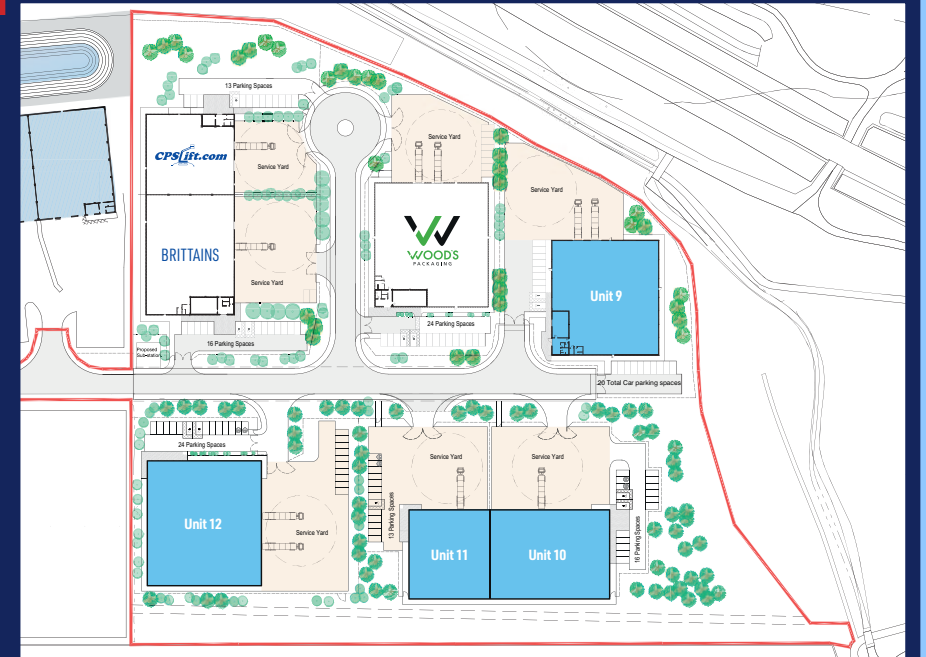 13 Parking Spaces
CPSLift.com
Service Yard
Service Yard
Service Yard
WOOD'S
PACKAGING
BRITTAINS
Service Yard
Unit 9
24 Parking Spaces
16 Parking Spaces
Proposed
Sub-station
20 Total Car parking spaces
24 Parking Spaces
Service Yard
Service Yard
Unit 12
Service Yard
13 Parking Spaces
Unit 11
Unit 10
16 Parking Spaces